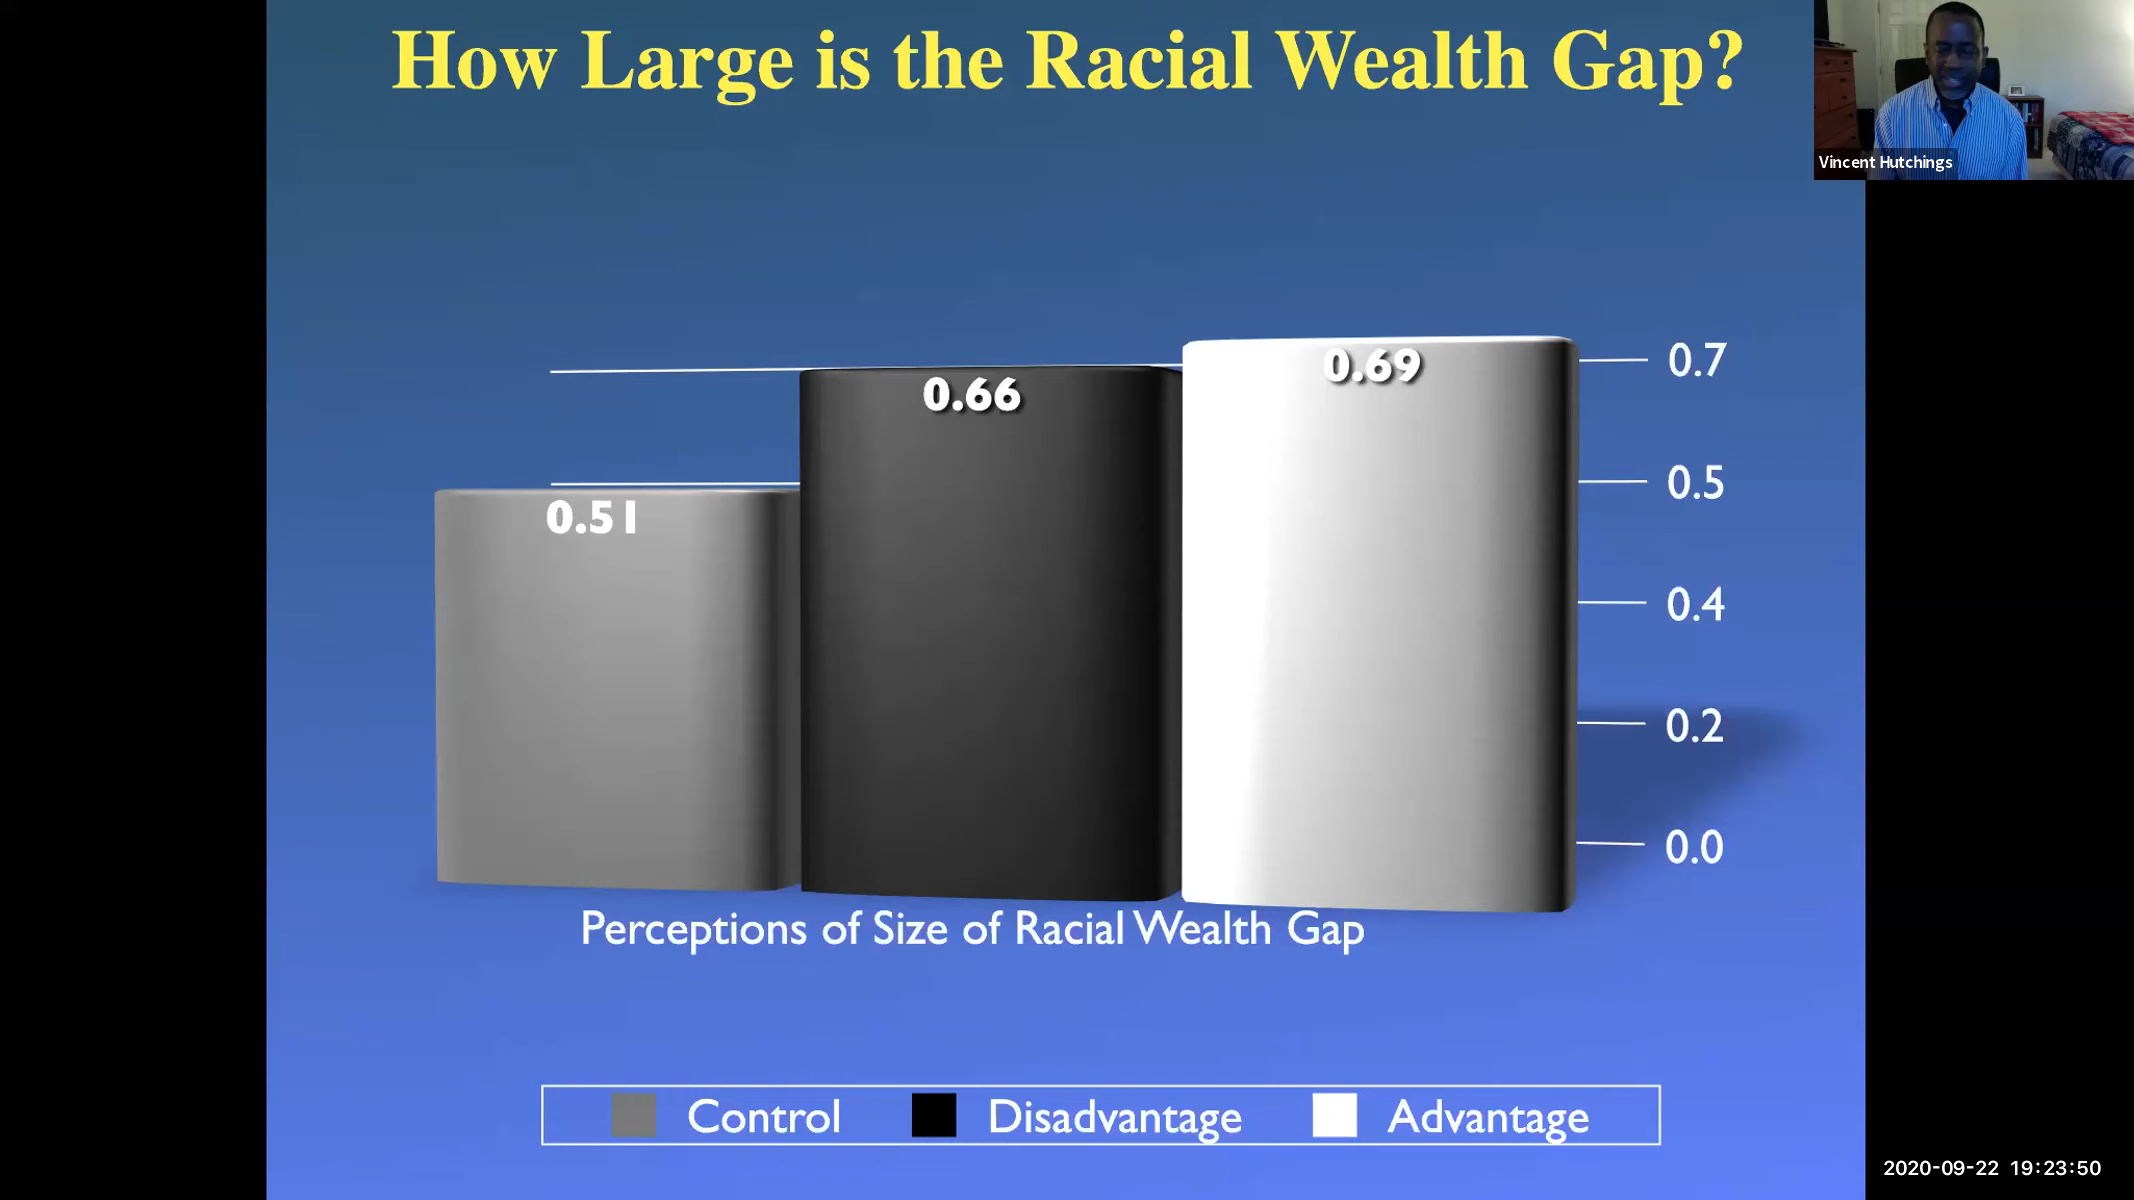 How Large is the Racial Wealth Gap?
Vincent Hutchings
0.51
0.66
0.69
0.7
0.5
0.4
0.2
0.0
Perceptions of Size of Racial Wealth Gap
Control Disadvantage Advantage
2020-09-22 19:23:50